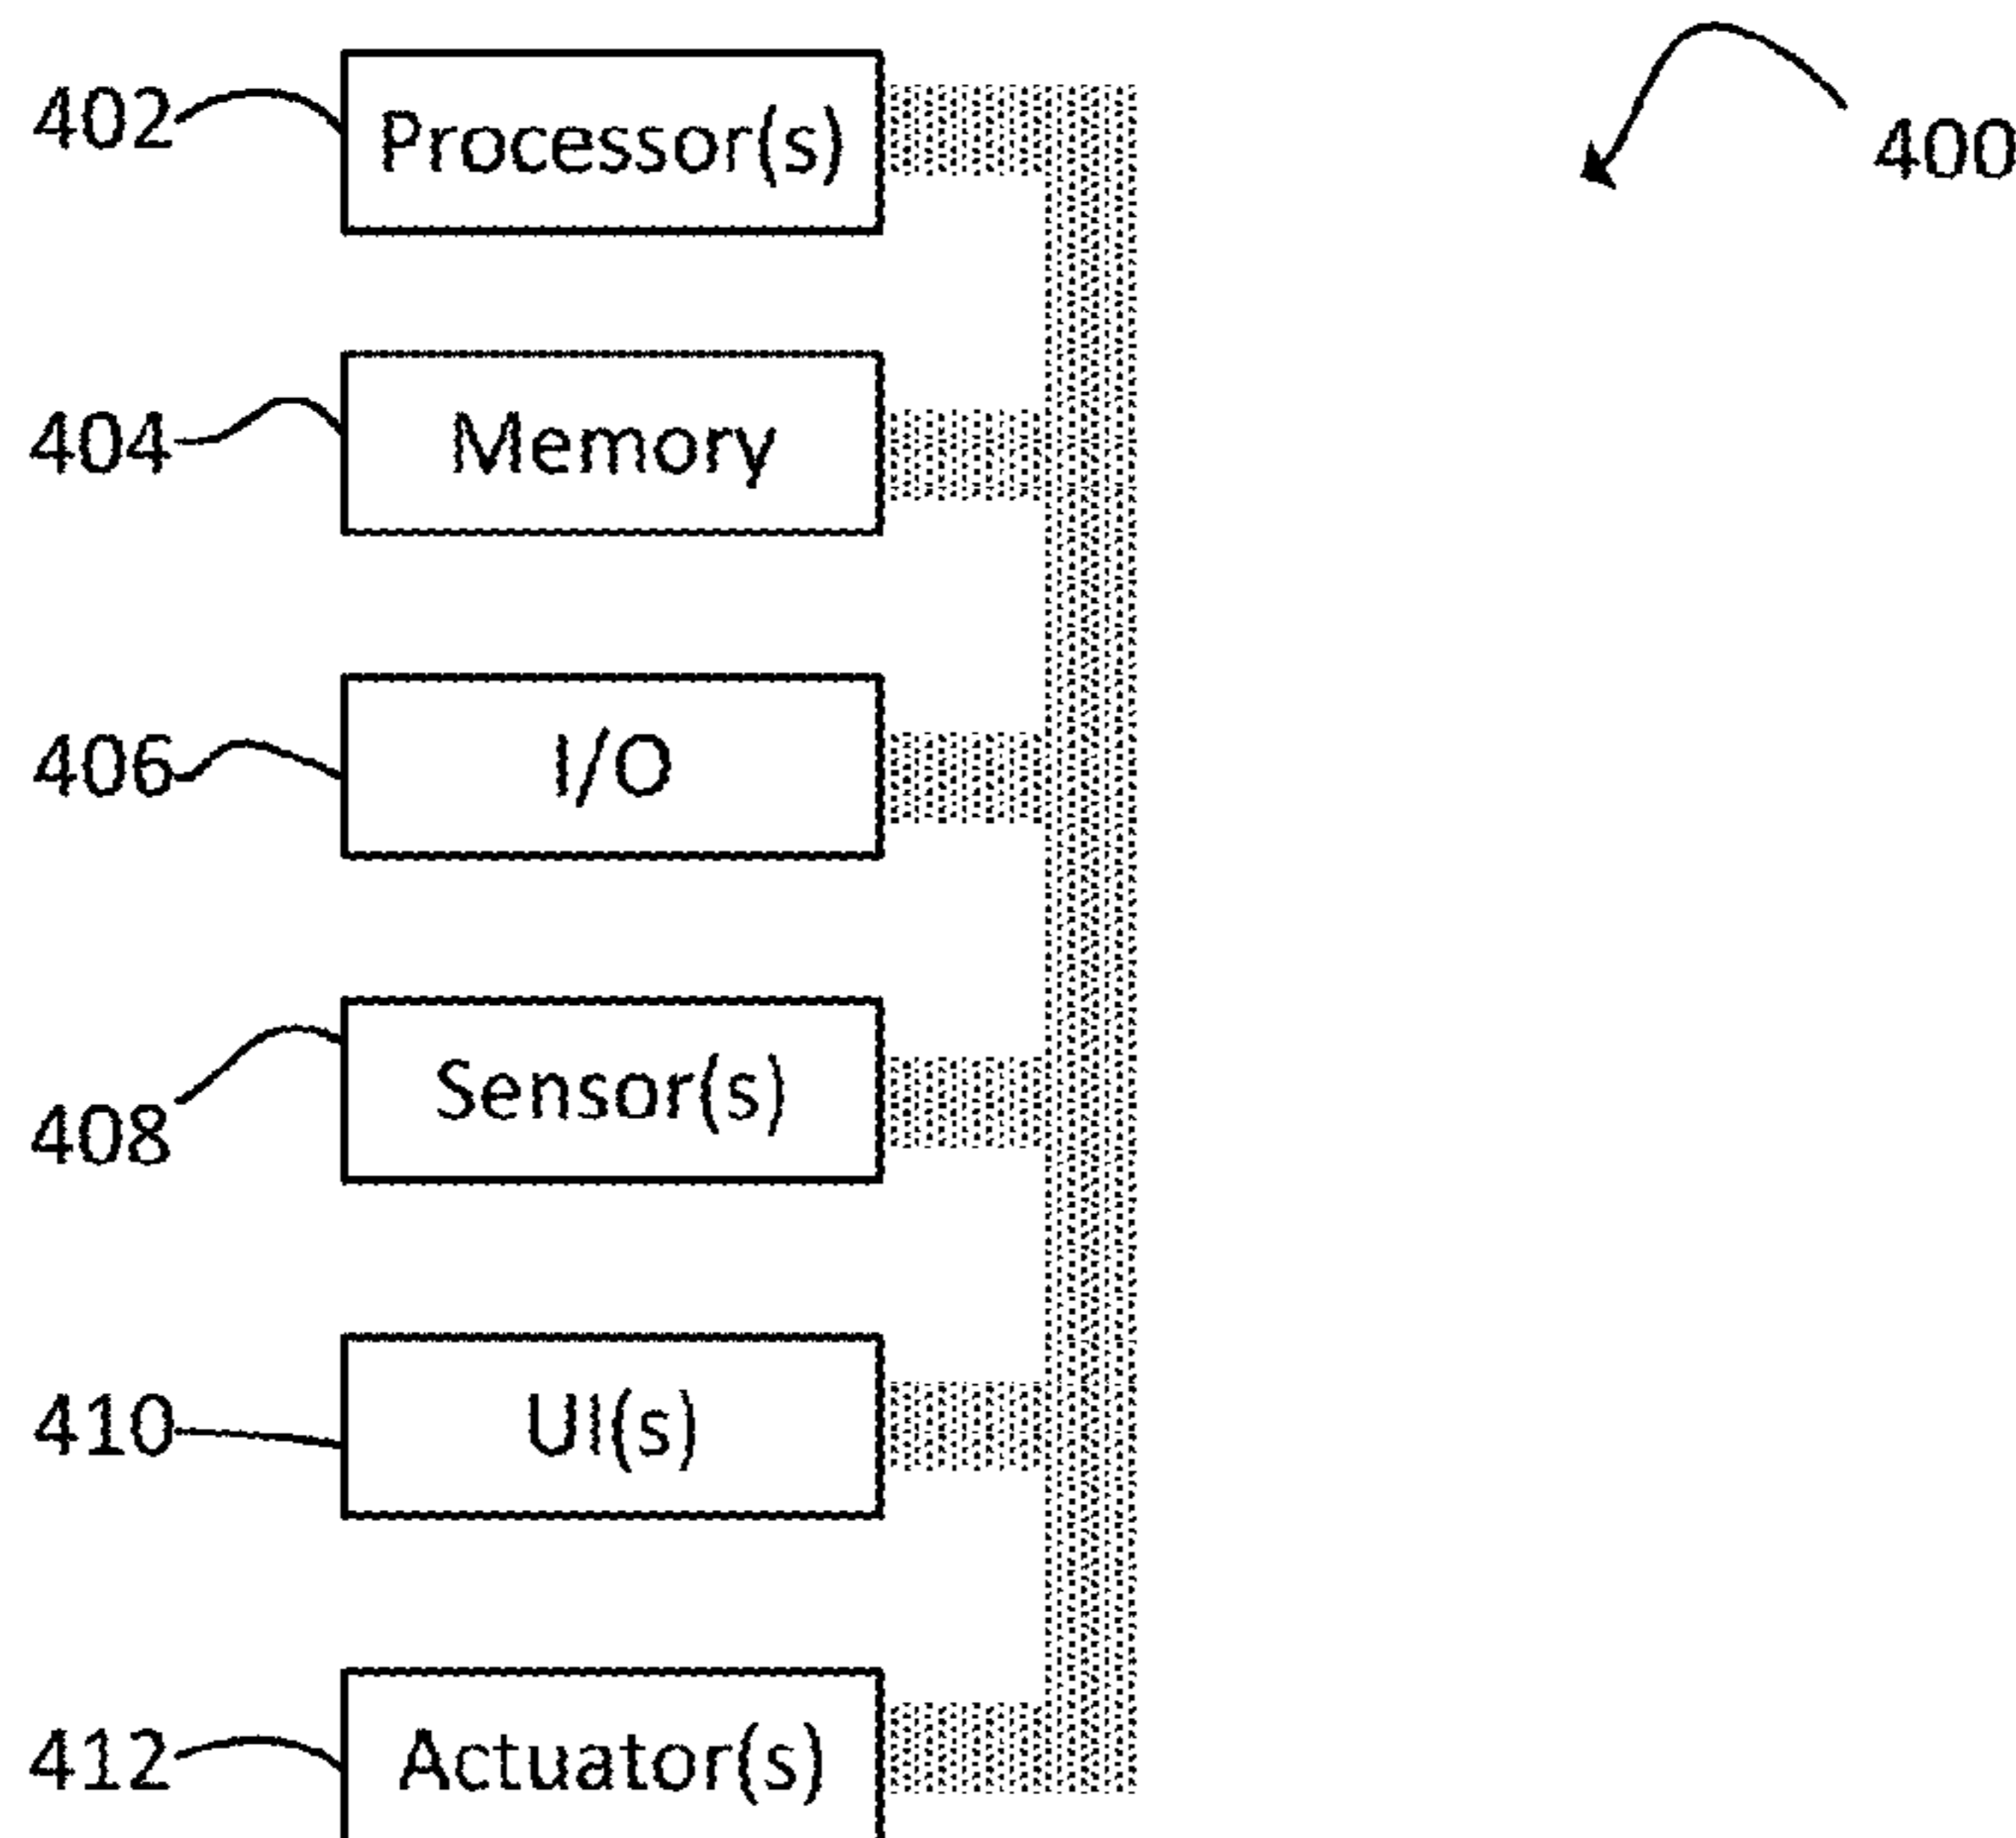 402 Processor(s)
400
404 Memory
406 I/O
408 Sensor(s)
410 UI(s)
412 Actuator(s)